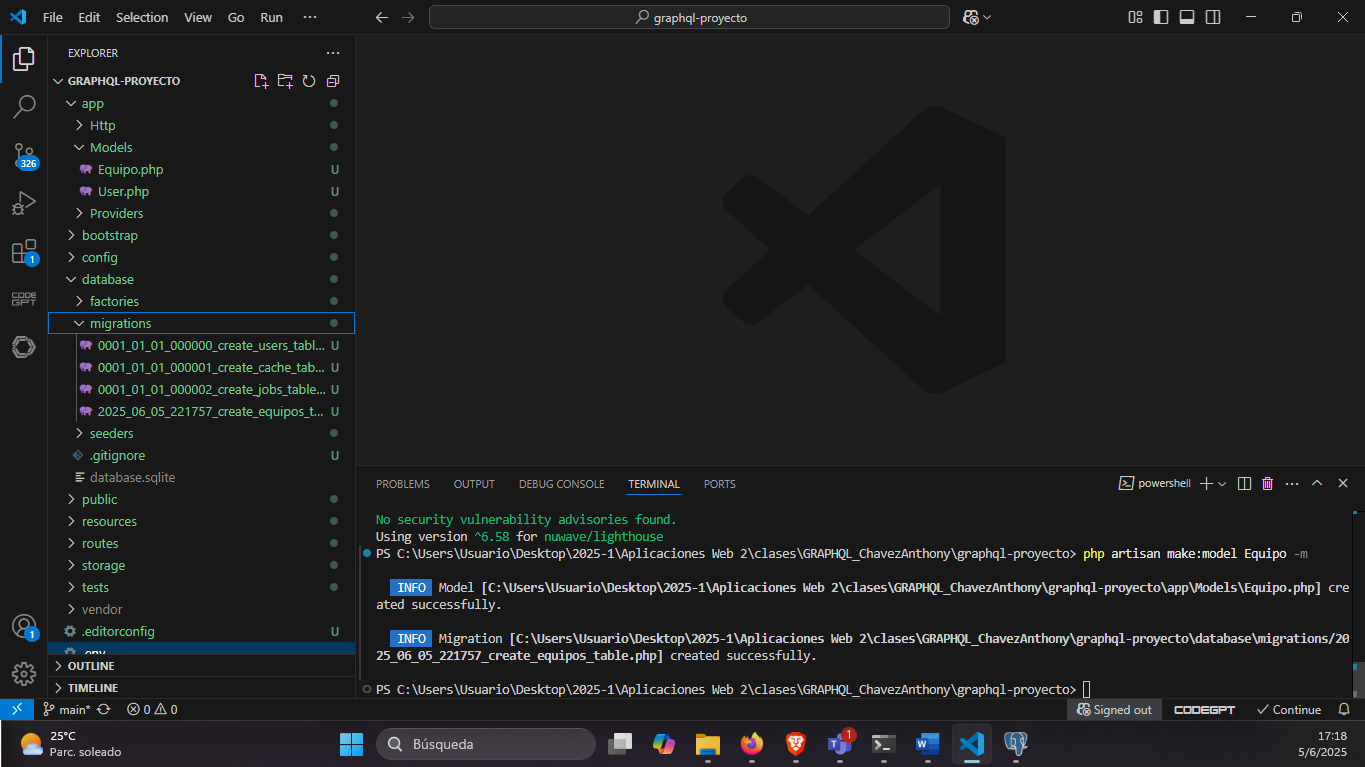 File Edit Selection View Go Run ···
graphql-proyecto
EXPLORER
GRAPHQL-PROYECTO
app
Http
Models
Equipo.php U
User.php U
Providers
bootstrap
config
database
factories
migrations
0001_01_01_000000_create_users_tabl... U
0001_01_01_000001_create_cache_tab... U
0001_01_01_000002_create_jobs_table... U
2025_06_05_221757_create_equipos_t... U
seeders
.gitignore U
database.sqlite
public
resources
routes
storage
tests
vendor
.editorconfig U
.env
OUTLINE
TIMELINE
326
1
CODE
GPT
1
PROBLEMS OUTPUT DEBUG CONSOLE TERMINAL PORTS
powershell
No security vulnerability advisories found.
Using version ^6.58 for nuwave/lighthouse
PS C:\Users\Usuario\Desktop\2025-1\Aplicaciones Web 2\clases\GRAPHQL_ChavezAnthony\graphql-proyecto> php artisan make:model Equipo -m
INFO Model [C:\Users\Usuario\Desktop\2025-1\Aplicaciones Web 2\clases\GRAPHQL_ChavezAnthony\graphql-proyecto\app\Models\Equipo.php] cre
ated successfully.
INFO Migration [C:\Users\Usuario\Desktop\2025-1\Aplicaciones Web 2\clases\GRAPHQL_ChavezAnthony\graphql-proyecto\database\migrations/20
25_06_05_221757_create_equipos_table.php] created successfully.
PS C:\Users\Usuario\Desktop\2025-1\Aplicaciones Web 2\clases\GRAPHQL_ChavezAnthony\graphql-proyecto>
main* 0 0
Signed out CODEGPT Continue
25°C
Parc. soleado
Búsqueda
1
17:18
5/6/2025